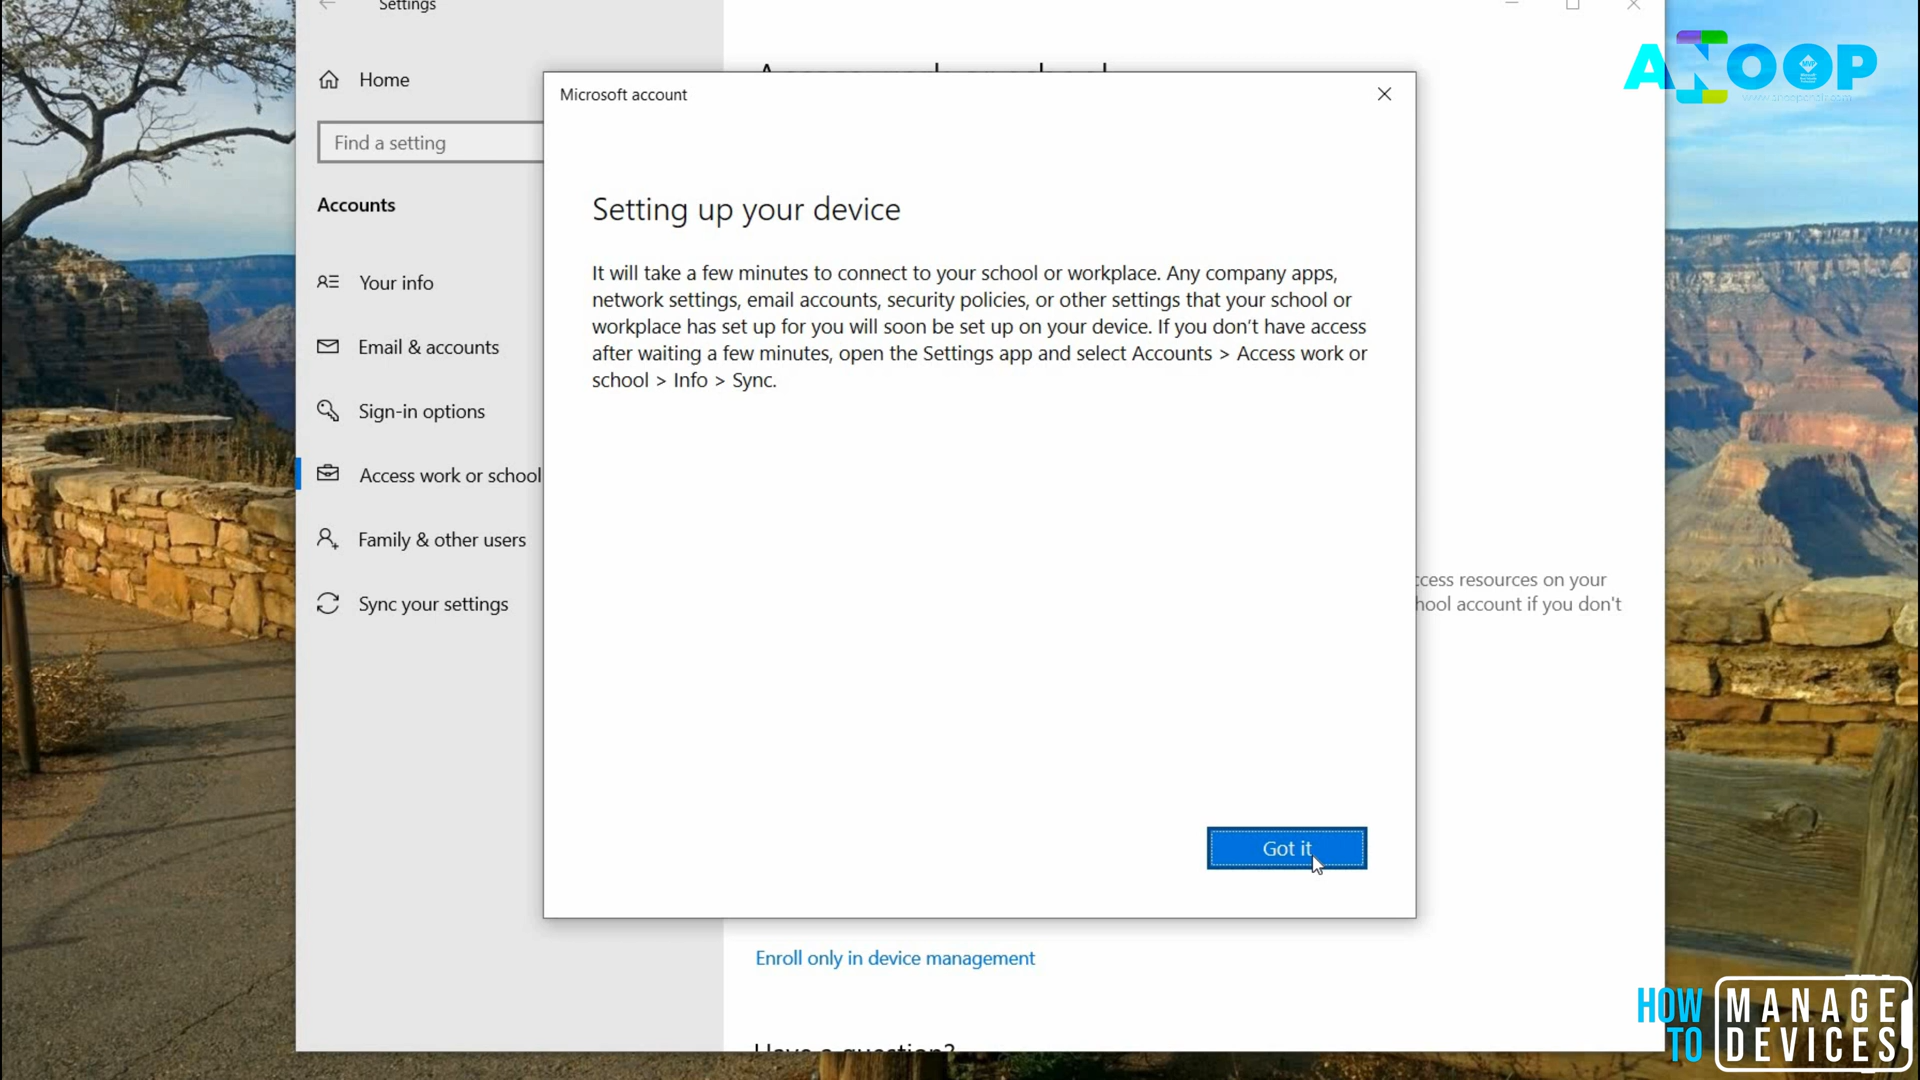 Settings
Home
Find a setting
Accounts
Your info
Email & accounts
Sign-in options
Access work or school
Family & other users
Sync your settings
Microsoft account
Setting up your device
It will take a few minutes to connect to your school or workplace. Any company apps,
network settings, email accounts, security policies, or other settings that your school or
workplace has set up for you will soon be set up on your device. If you don't have access
after waiting a few minutes, open the Settings app and select Accounts > Access work or
school > Info > Sync.
Got it
ccess resources on your
hool account if you don't
Enroll only in device management
Have a question?
ANOOP
HOW TO
MANAGE
DEVICES